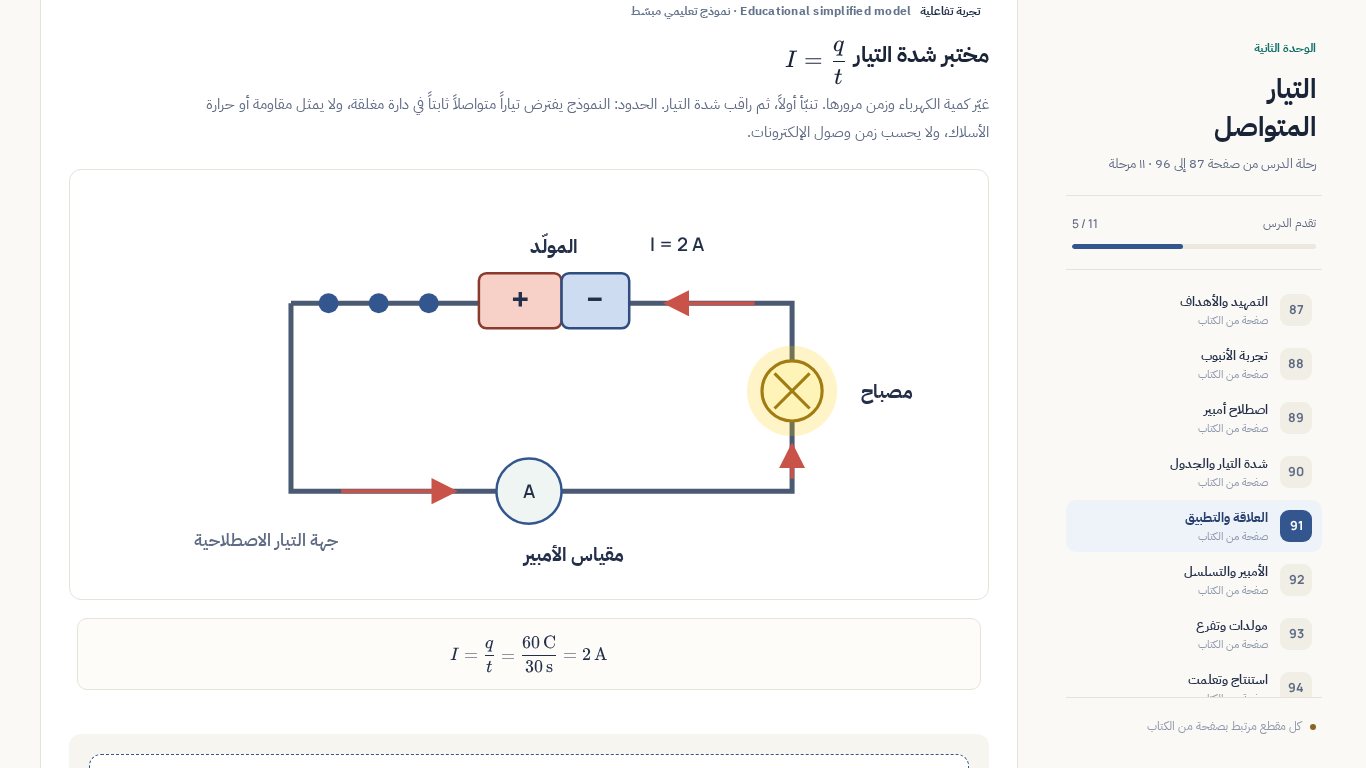 تجربة تفاعلية Educational simplified model · نموذج تعليمي مبسّط
مختبر شدة التيار I = q/t
غيّر كمية الكهرباء وزمن مرورها. تنبّأ أولاً، ثم راقب شدة التيار. الحدود: النموذج يفترض تياراً متواصلاً ثابتاً في دارة مغلقة، ولا يمثل مقاومة أو حرارة
الأسلاك، ولا يحسب زمن وصول الإلكترونات.
المولّد
I = 2 A
+ −
مصباح
A
جهة التيار الاصطلاحية
مقياس الأمبير
I = q/t = 60 C/30 s = 2 A
الوحدة الثانية
التيار
المتواصل
رحلة الدرس من صفحة 87 إلى 96 · ١١ مرحلة
تقدم الدرس
5 / 11
87 التمهيد والأهداف
صفحة من الكتاب
88 تجربة الأنبوب
صفحة من الكتاب
89 اصطلاح أمبير
صفحة من الكتاب
90 شدة التيار والجدول
صفحة من الكتاب
91 العلاقة والتطبيق
صفحة من الكتاب
92 الأمبير والتسلسل
صفحة من الكتاب
93 مولدات وتفرع
صفحة من الكتاب
94 استنتاج وتعلمت
كل مقطع مرتبط بصفحة من الكتاب